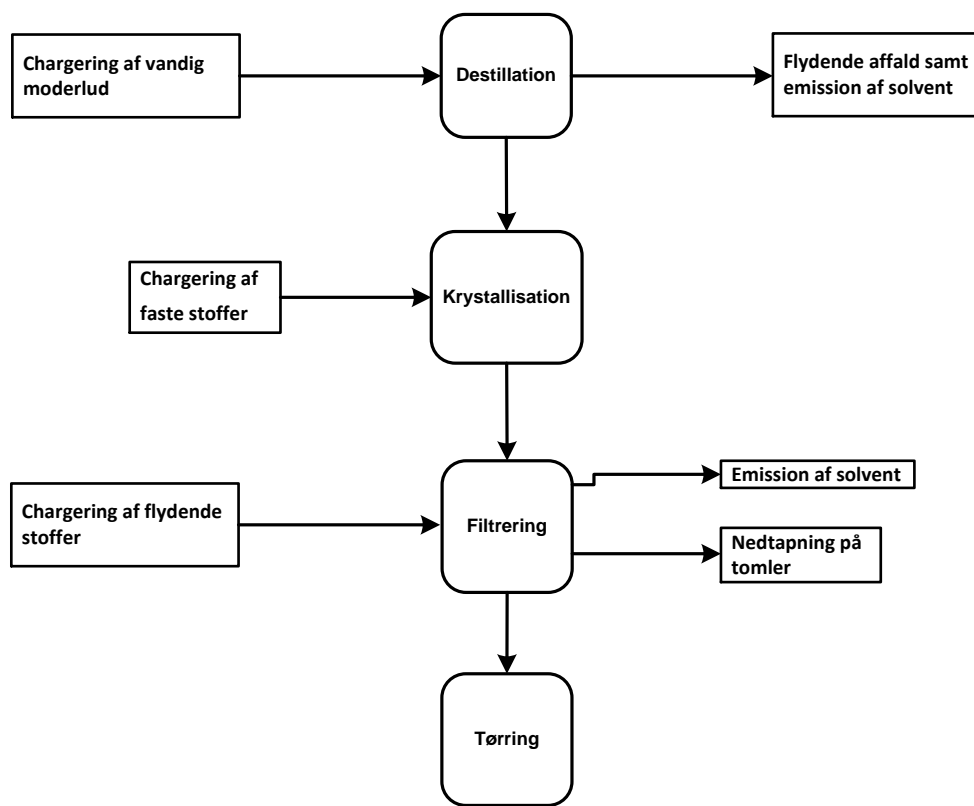 Chargering af vandig
moderlud
Destillation
Flydende affald samt
emission af solvent
Chargering af
faste stoffer
Krystallisation
Chargering af flydende
stoffer
Filtrering
Emission af solvent
Nedtapning på
tomler
Tørring